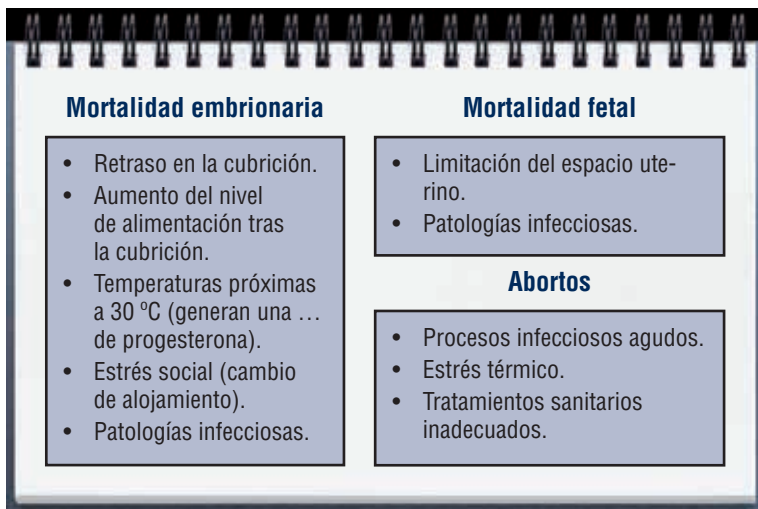 Mortalidad embrionaria
• Retraso en la cubrición.
• Aumento del nivel
de alimentación tras
la cubrición.
• Temperaturas próximas
a 30 ºC (generan una …
de progesterona).
• Estrés social (cambio
de alojamiento).
• Patologías infecciosas.
Mortalidad fetal
• Limitación del espacio ute-
rino.
• Patologías infecciosas.
Abortos
• Procesos infecciosos agudos.
• Estrés térmico.
• Tratamientos sanitarios
inadecuados.